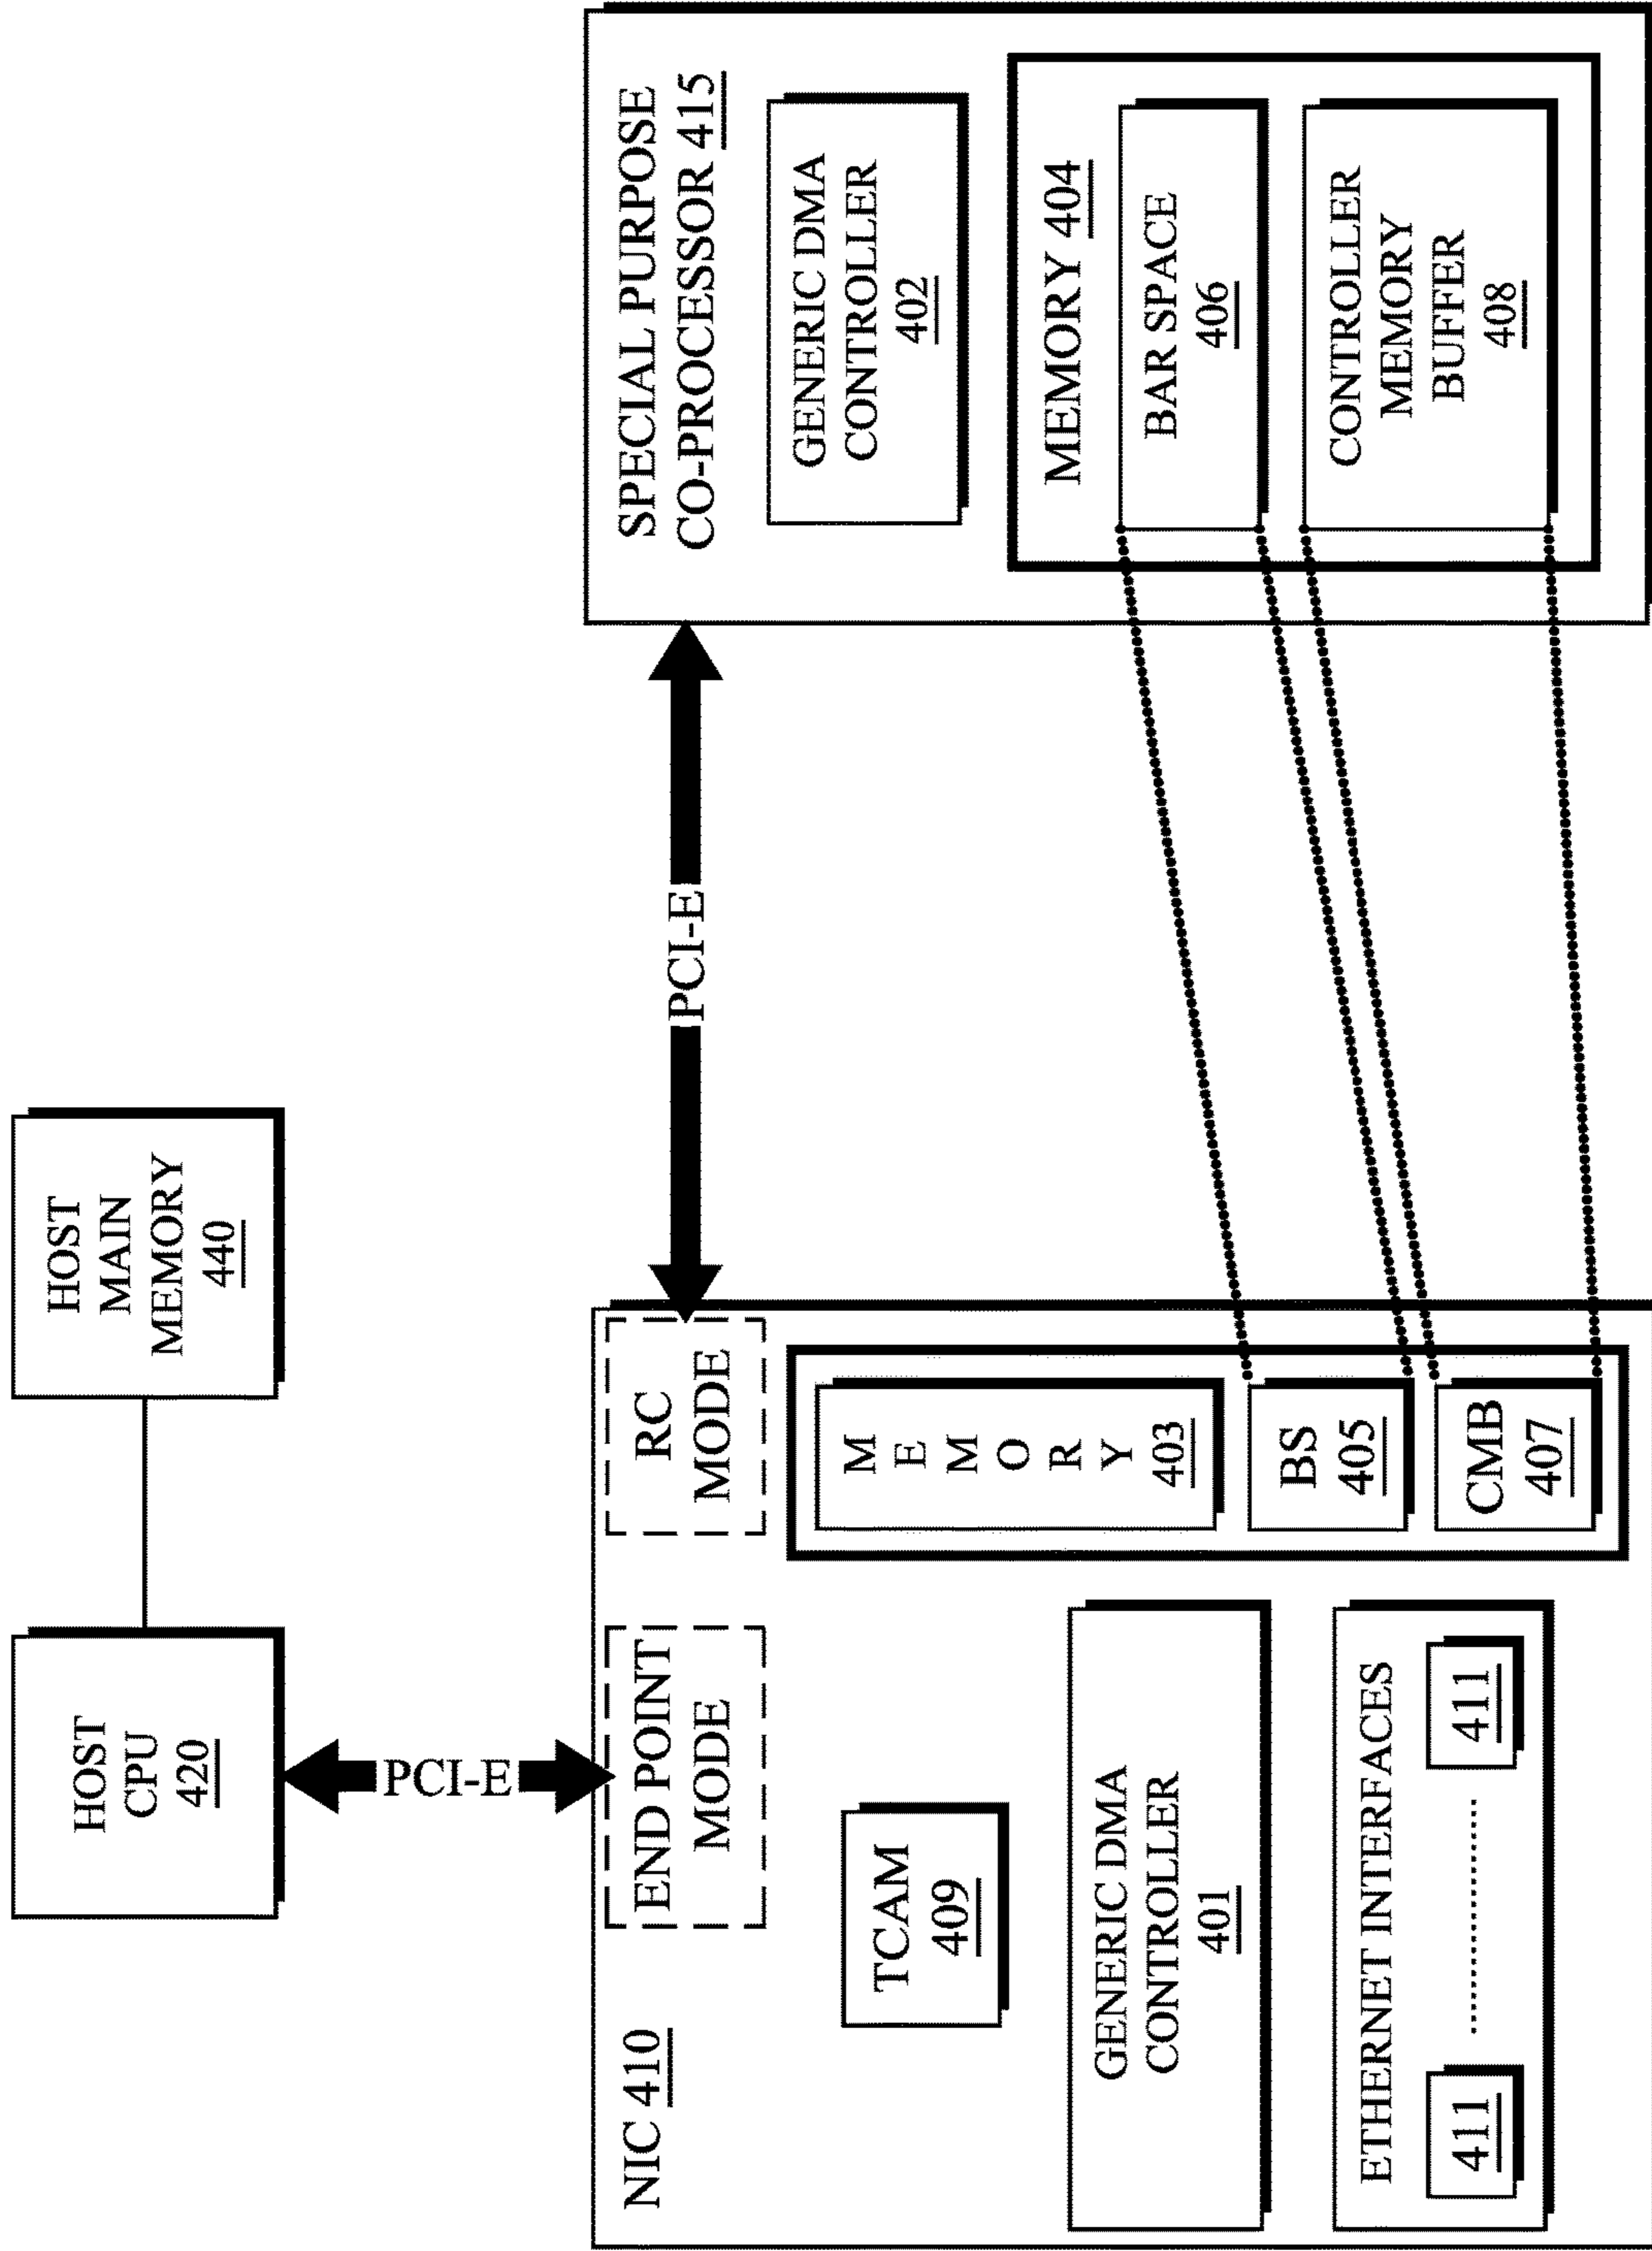 HOST
CPU
420
HOST
MAIN
MEMORY
440
PCI-E
NIC 410
END POINT
MODE
RC
MODE
TCAM
409
GENERIC DMA
CONTROLLER
401
ETHERNET INTERFACES
411
411
M
E
M
O
R
Y
403
BS
405
CMB
407
PCI-E
SPECIAL PURPOSE
CO-PROCESSOR 415
GENERIC DMA
CONTROLLER
402
MEMORY 404
BAR SPACE
406
CONTROLLER
MEMORY
BUFFER
408